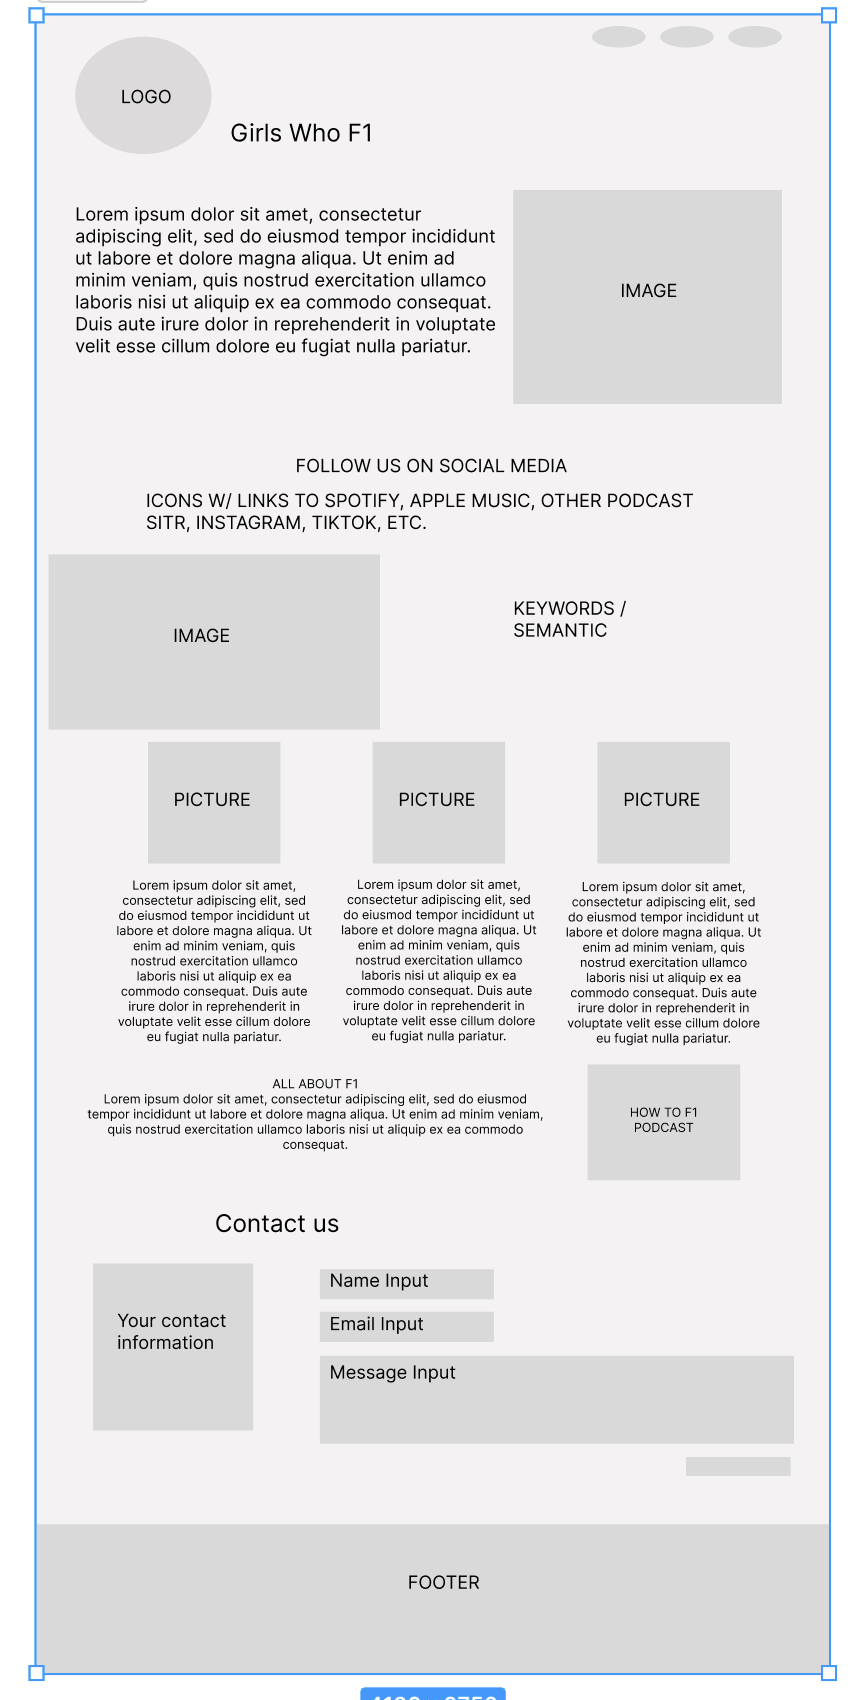 LOGO
Girls Who F1
Lorem ipsum dolor sit amet, consectetur
adipiscing elit, sed do eiusmod tempor incididunt
ut labore et dolore magna aliqua. Ut enim ad
minim veniam, quis nostrud exercitation ullamco
laboris nisi ut aliquip ex ea commodo consequat.
Duis aute irure dolor in reprehenderit in voluptate
velit esse cillum dolore eu fugiat nulla pariatur.
IMAGE
FOLLOW US ON SOCIAL MEDIA
ICONS W/ LINKS TO SPOTIFY, APPLE MUSIC, OTHER PODCAST
SITR, INSTAGRAM, TIKTOK, ETC.
IMAGE
KEYWORDS /
SEMANTIC
PICTURE
PICTURE
PICTURE
Lorem ipsum dolor sit amet,
consectetur adipiscing elit, sed
do eiusmod tempor incididunt ut
labore et dolore magna aliqua. Ut
enim ad minim veniam, quis
nostrud exercitation ullamco
laboris nisi ut aliquip ex ea
commodo consequat. Duis aute
irure dolor in reprehenderit in
voluptate velit esse cillum dolore
eu fugiat nulla pariatur.
Lorem ipsum dolor sit amet,
consectetur adipiscing elit, sed
do eiusmod tempor incididunt ut
labore et dolore magna aliqua. Ut
enim ad minim veniam, quis
nostrud exercitation ullamco
laboris nisi ut aliquip ex ea
commodo consequat. Duis aute
irure dolor in reprehenderit in
voluptate velit esse cillum dolore
eu fugiat nulla pariatur.
Lorem ipsum dolor sit amet,
consectetur adipiscing elit, sed
do eiusmod tempor incididunt ut
labore et dolore magna aliqua. Ut
enim ad minim veniam, quis
nostrud exercitation ullamco
laboris nisi ut aliquip ex ea
commodo consequat. Duis aute
irure dolor in reprehenderit in
voluptate velit esse cillum dolore
eu fugiat nulla pariatur.
ALL ABOUT F1
Lorem ipsum dolor sit amet, consectetur adipiscing elit, sed do eiusmod
tempor incididunt ut labore et dolore magna aliqua. Ut enim ad minim veniam,
quis nostrud exercitation ullamco laboris nisi ut aliquip ex ea commodo
consequat.
HOW TO F1
PODCAST
Contact us
Your contact
information
Name Input
Email Input
Message Input
FOOTER